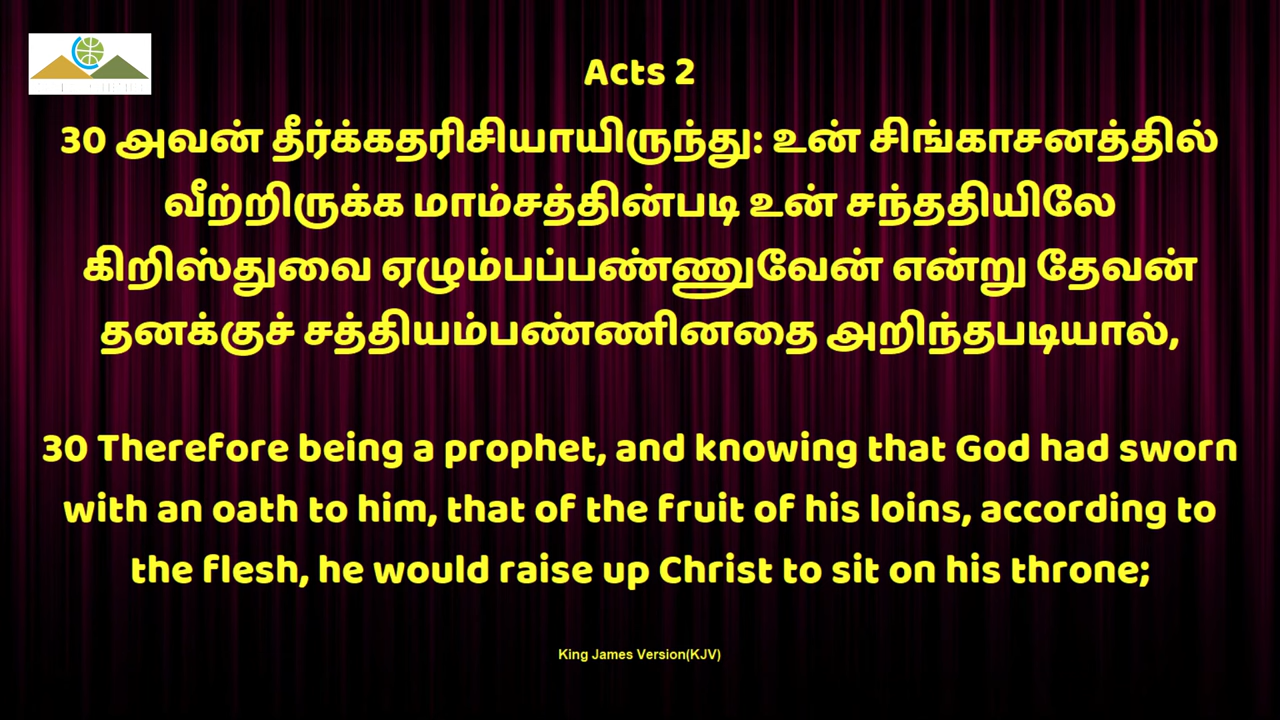 Acts 2
30 அவன் தீர்க்கதரிசியாயிருந்து: உன் சிங்காசனத்தில்
வீற்றிருக்க மாம்சத்தின்படி உன் சந்ததியிலே
கிறிஸ்துவை ஏழும்பப்பண்ணுவேன் என்று தேவன்
தனக்குச் சத்தியம்பண்ணினதை அறிந்தபடியால்,
30 Therefore being a prophet, and knowing that God had sworn
with an oath to him, that of the fruit of his loins, according to
the flesh, he would raise up Christ to sit on his throne;
King James Version(KJV)